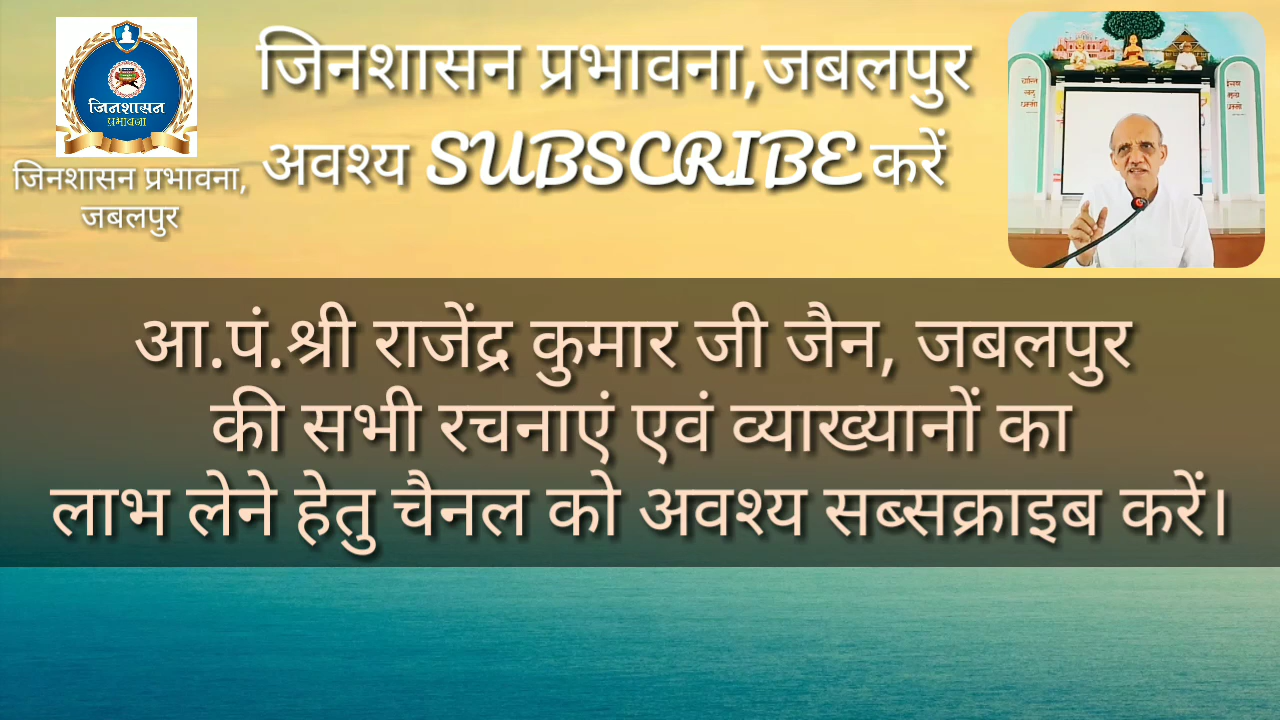 जिनशासन
प्रभावना
जिनशासन प्रभावना,
जबलपुर
जिनशासन प्रभावना,जबलपुर
अवश्य SUBSCRIBE करें
आ.पं.श्री राजेंद्र कुमार जी जैन, जबलपुर
की सभी रचनाएं एवं व्याख्यानों का
लाभ लेने हेतु चैनल को अवश्य सब्सक्राइब करें।